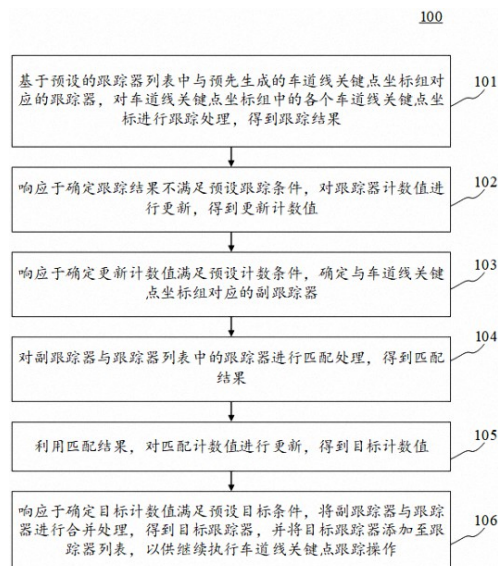 100
基于预设的跟踪器列表中与预先生成的车道线关键点坐标组对
应的跟踪器，对车道线关键点坐标组中的各个车道线关键点坐
标进行跟踪处理，得到跟踪结果
101
响应于确定跟踪结果不满足预设跟踪条件，对跟踪器计数值进
行更新，得到更新计数值
102
响应于确定更新计数值满足预设计数条件，确定与车道线关键
点坐标组对应的副跟踪器
103
对副跟踪器与跟踪器列表中的跟踪器进行匹配处理，得到匹配
结果
104
利用匹配结果，对匹配计数值进行更新，得到目标计数值
105
响应于确定目标计数值满足预设目标条件，将副跟踪器与跟踪
器进行合并处理，得到目标跟踪器，并将目标跟踪器添加至跟
踪器列表，以供继续执行车道线关键点跟踪操作
106